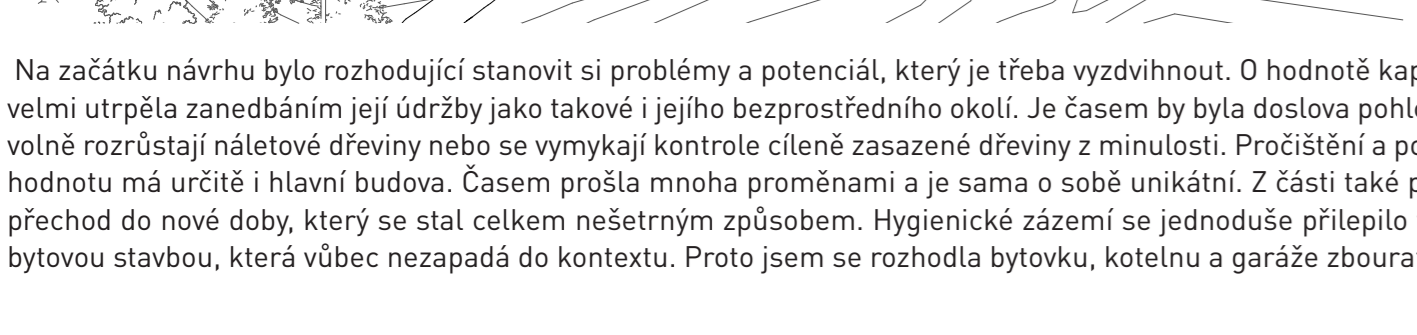 Na začátku návrhu bylo rozhodující stanovit si problémy a potenciál, který je třeba vyzdvihnout. O hodnotě
velmi utrpěla zanedbáním její údržby jako takové i jejího bezprostředního okolí. Je časem by byla doslova
volně rozrůstají náletové dřeviny nebo se vymykají kontrole cíleně zasazené dřeviny z minulosti. Pročištění a
hodnotu má určitě i hlavní budova. Časem prošla mnoha proměnami a je sama o sobě unikátní. Z části také
přechod do nové doby, který se stal celkem nešetrným způsobem. Hygienické zázemí se jednoduše přilepilo
bytovou stavbou, která vůbec nezapadá do kontextu. Proto jsem se rozhodla bytovku, kotelnu a garáže